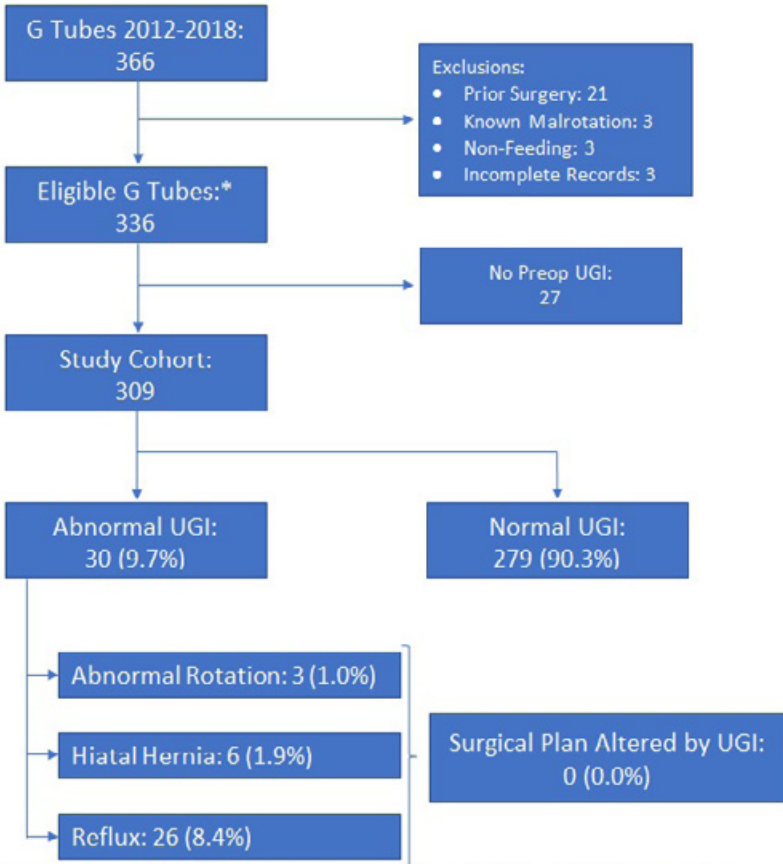 G Tubes 2012-2018:
366
Exclusions:
• Prior Surgery: 21
• Known Malrotation: 3
• Non-Feeding: 3
• Incomplete Records: 3
Eligible G Tubes:*
336
No Preop UGI:
27
Study Cohort:
309
Abnormal UGI:
30 (9.7%)
Normal UGI:
279 (90.3%)
Abnormal Rotation: 3 (1.0%)
Hiatal Hernia: 6 (1.9%)
Reflux: 26 (8.4%)
Surgical Plan Altered by UGI:
0 (0.0%)